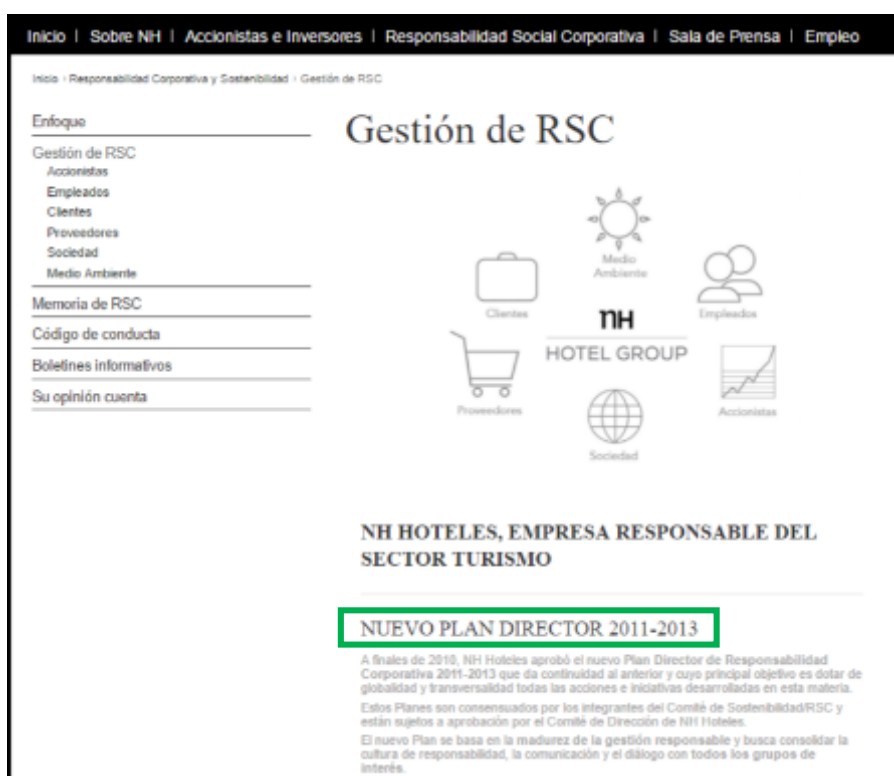 Inicio | Sobre NH | Accionistas e Inversores | Responsabilidad Social Corporativa | Sala de Prensa | Empleo
Inicio › Responsabilidad Corporativa y Sostenibilidad › Gestión de RSC
Enfoque
Gestión de RSC
Accionistas
Empleados
Clientes
Proveedores
Sociedad
Medio Ambiente
Memoria de RSC
Código de conducta
Boletines informativos
Su opinión cuenta
Gestión de RSC
Medio
Ambiente
Clientes
Empleados
nH
HOTEL GROUP
Proveedores
Accionistas
Sociedad
NH HOTELES, EMPRESA RESPONSABLE DEL
SECTOR TURISMO
NUEVO PLAN DIRECTOR 2011-2013
A finales de 2010, NH Hoteles aprobó el nuevo Plan Director de Responsabilidad
Corporativa 2011-2013 que da continuidad al anterior y cuyo principal objetivo es dotar de
globalidad y transversalidad todas las acciones e iniciativas desarrolladas en esta materia.
Estos Planes son consensuados por los integrantes del Comité de Sostenibilidad/RSC y
están sujetos a aprobación por el Comité de Dirección de NH Hoteles.
El nuevo Plan se basa en la madurez de la gestión responsable y busca consolidar la
cultura de responsabilidad, la comunicación y el diálogo con todos los grupos de
interés.